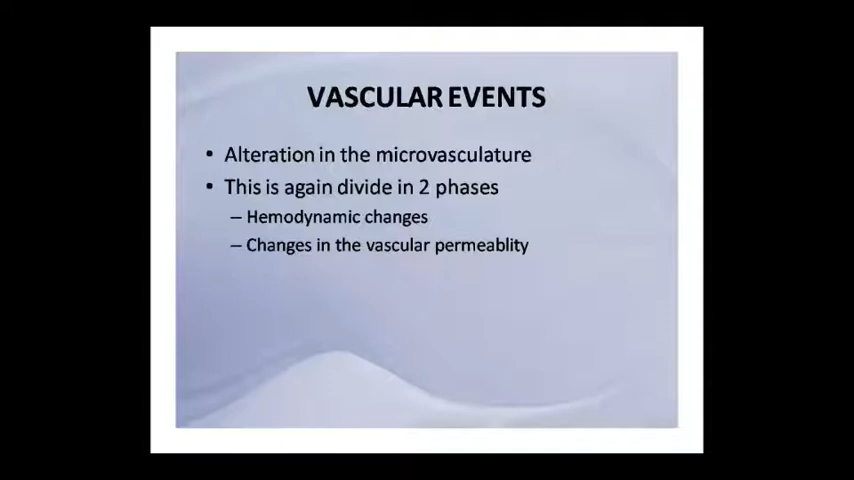 VASCULAR EVENTS
• Alteration in the microvasculature
• This is again divide in 2 phases
– Hemodynamic changes
– Changes in the vascular permeablity